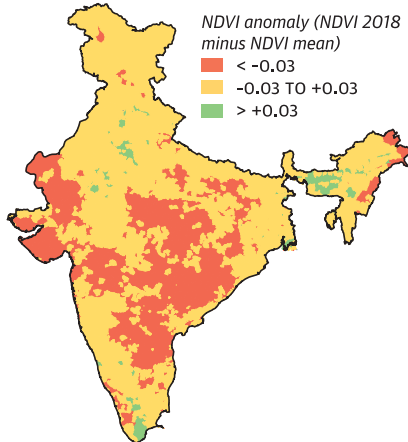 NDVI anomaly (NDVI 2018
minus NDVI mean)
< -0.03
-0.03 TO +0.03
> +0.03